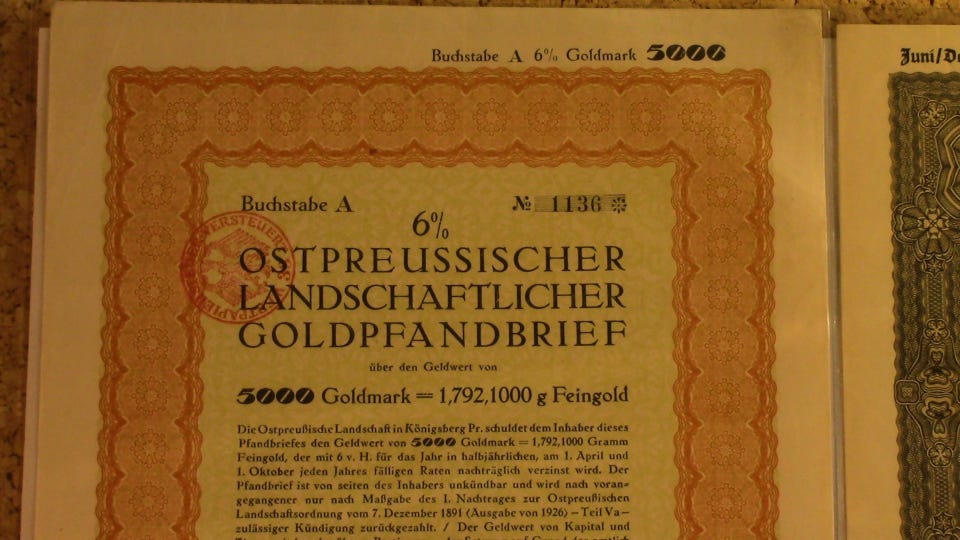 Buchstabe A 6% Goldmark 5000
Juni/De
Buchstabe A № 1136
6%
VERSTEUERT
OSTPREUSSISCHER
LANDSCHAFTLICHER
GOLDPFANDBRIEF
über den Geldwert von
5000 Goldmark = 1,792,1000 g Feingold
Die Ostpreußische Landschaft in Königsberg Pr. schuldet dem Inhaber dieses
Pfandbriefes den Geldwert von 5000 Goldmark = 1,792,1000 Gramm
Feingold, der mit 6 v. H. für das Jahr in halbjährlichen, am 1. April und
1. Oktober jeden Jahres fälligen Raten nachträglich verzinst wird. Der
Pfandbrief ist von seiten des Inhabers unkündbar und wird nach voran=
gegangener nur nach Maßgabe des I. Nachtrages zur Ostpreußischen
Landschaftsordnung vom 7. Dezember 1891 (Ausgabe von 1926) – Teil Va –
zulässiger Kündigung zurückgezahlt. / Der Geldwert von Kapital und